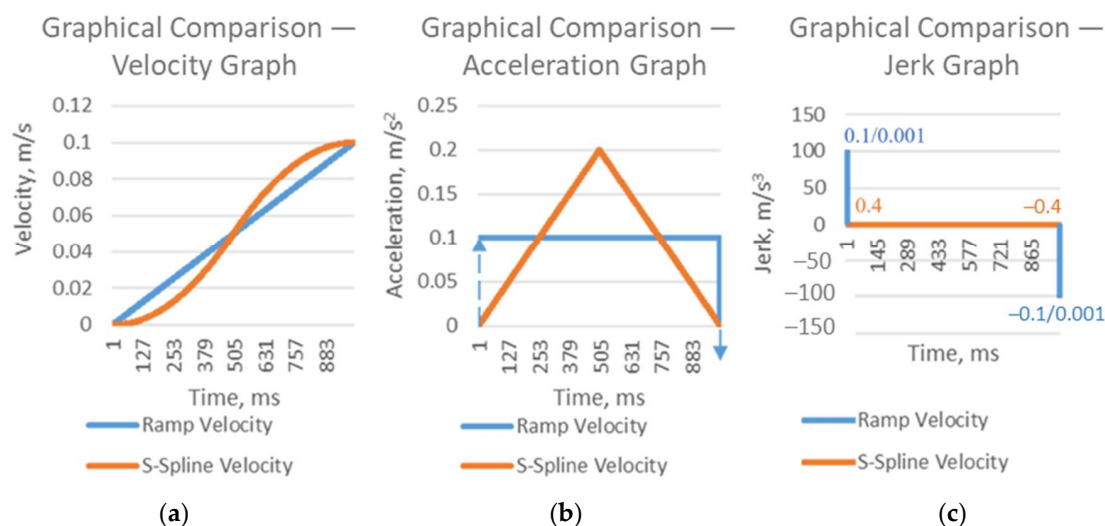 Graphical Comparison —
Velocity Graph
0.12
0.1
0.08
0.06
0.04
0.02
0
Velocity, m/s
1
127
253
379
505
631
757
883
Time, ms
Ramp Velocity
S-Spline Velocity
(a)
Graphical Comparison —
Acceleration Graph
0.25
0.2
0.15
0.1
0.05
0
Acceleration, m/s²
1
127
253
379
505
631
757
883
Time, ms
Ramp Velocity
S-Spline Velocity
(b)
Graphical Comparison —
Jerk Graph
150
100
50
0
−50
−100
−150
Jerk, m/s³
0.1/0.001
0.4
−0.4
1
145
289
433
577
721
865
−0.1/0.001
Time, ms
Ramp Velocity
S-Spline Velocity
(c)